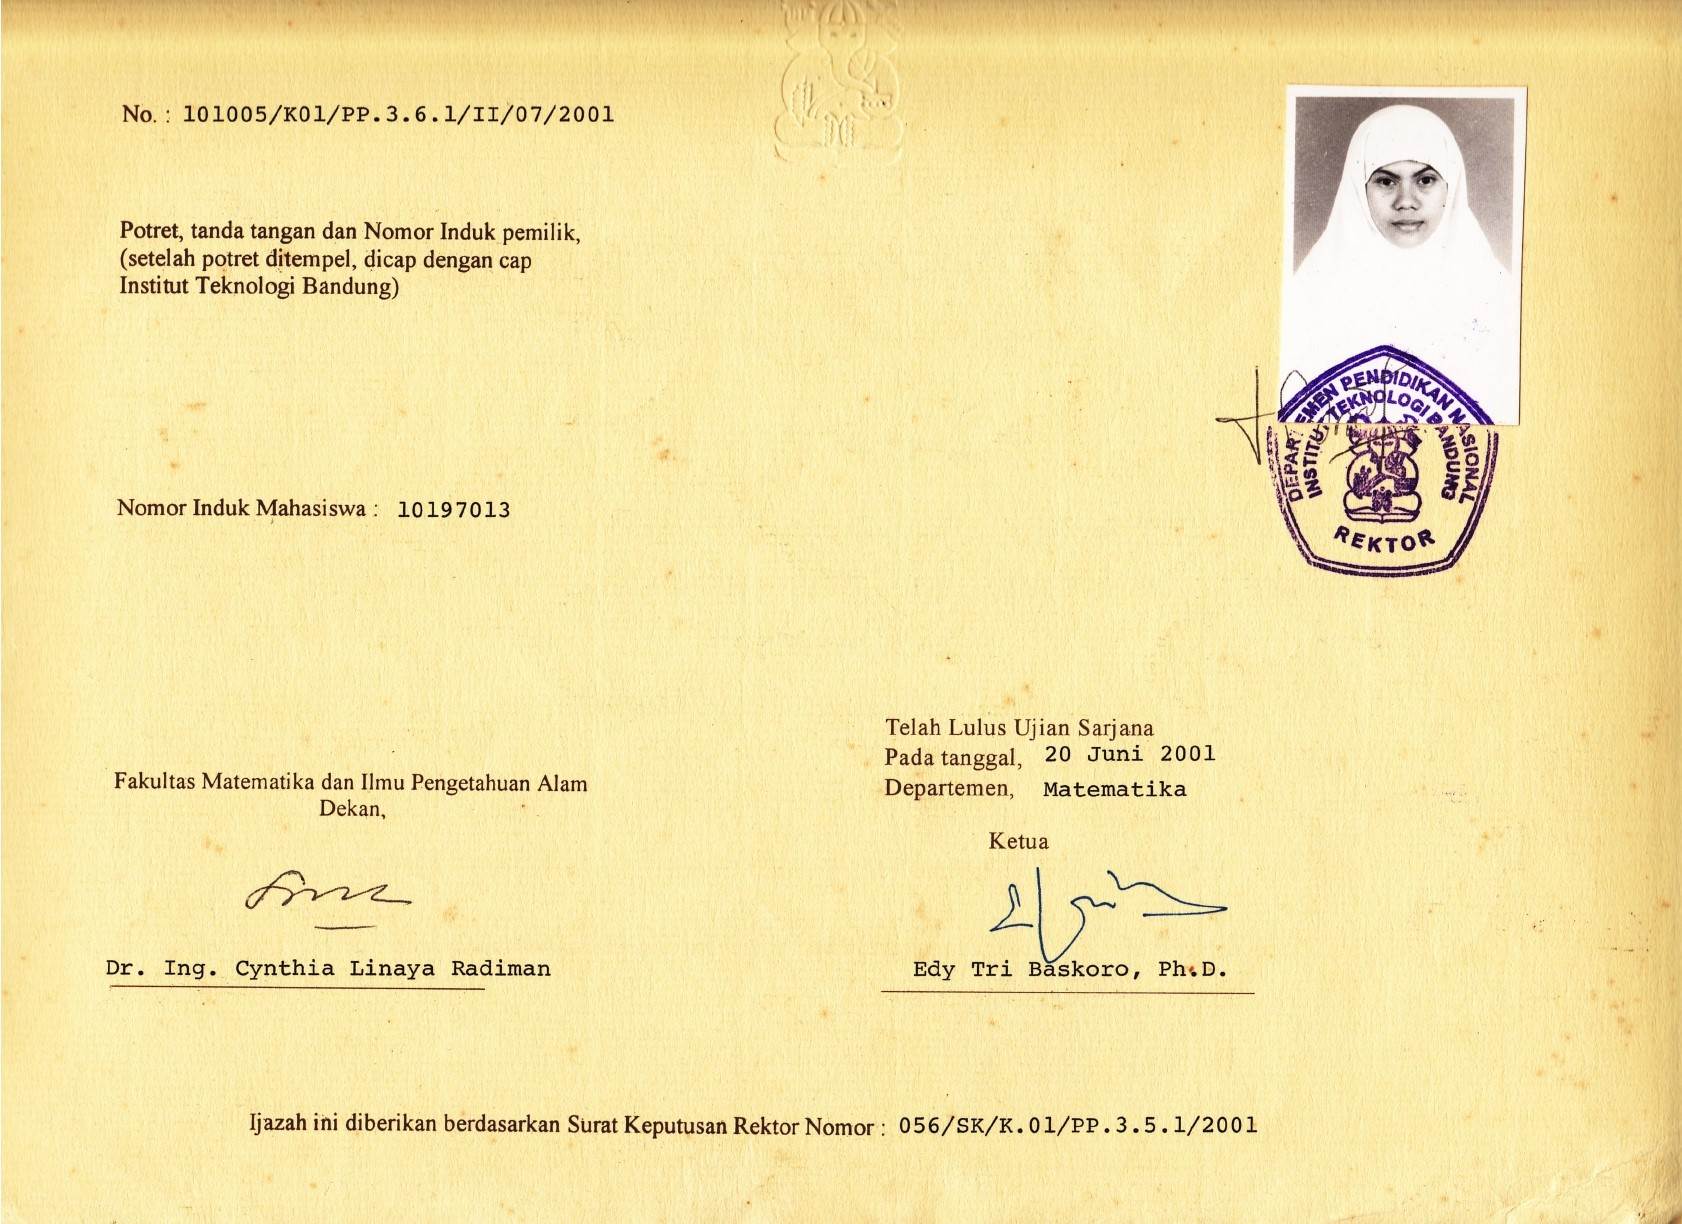 No. : 101005/K01/PP.3.6.1/II/07/2001
Potret, tanda tangan dan Nomor Induk pemilik,
(setelah potret ditempel, dicap dengan cap
Institut Teknologi Bandung)
DEPARTEMEN PENDIDIKAN NASIONAL
INSTITUT TEKNOLOGI BANDUNG
REKTOR
Nomor Induk Mahasiswa : 10197013
Telah Lulus Ujian Sarjana
Pada tanggal, 20 Juni 2001
Departemen, Matematika
Ketua
Edy Tri Baskoro, Ph.D.
Fakultas Matematika dan Ilmu Pengetahuan Alam
Dekan,
Dr. Ing. Cynthia Linaya Radiman
Ijazah ini diberikan berdasarkan Surat Keputusan Rektor Nomor : 056/SK/K.01/PP.3.5.1/2001